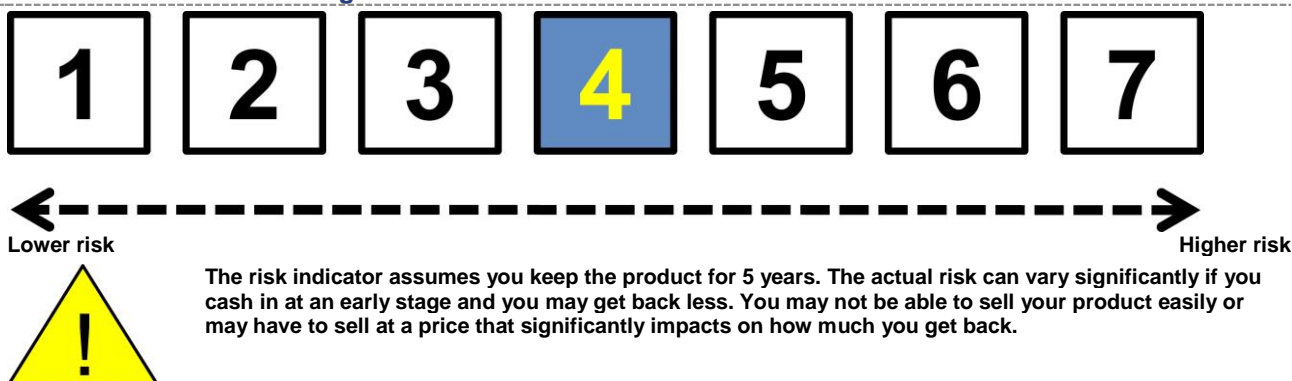 1 2 3 4 5 6 7
Lower risk Higher risk
The risk indicator assumes you keep the product for 5 years. The actual risk can vary significantly if you
cash in at an early stage and you may get back less. You may not be able to sell your product easily or
may have to sell at a price that significantly impacts on how much you get back.
!